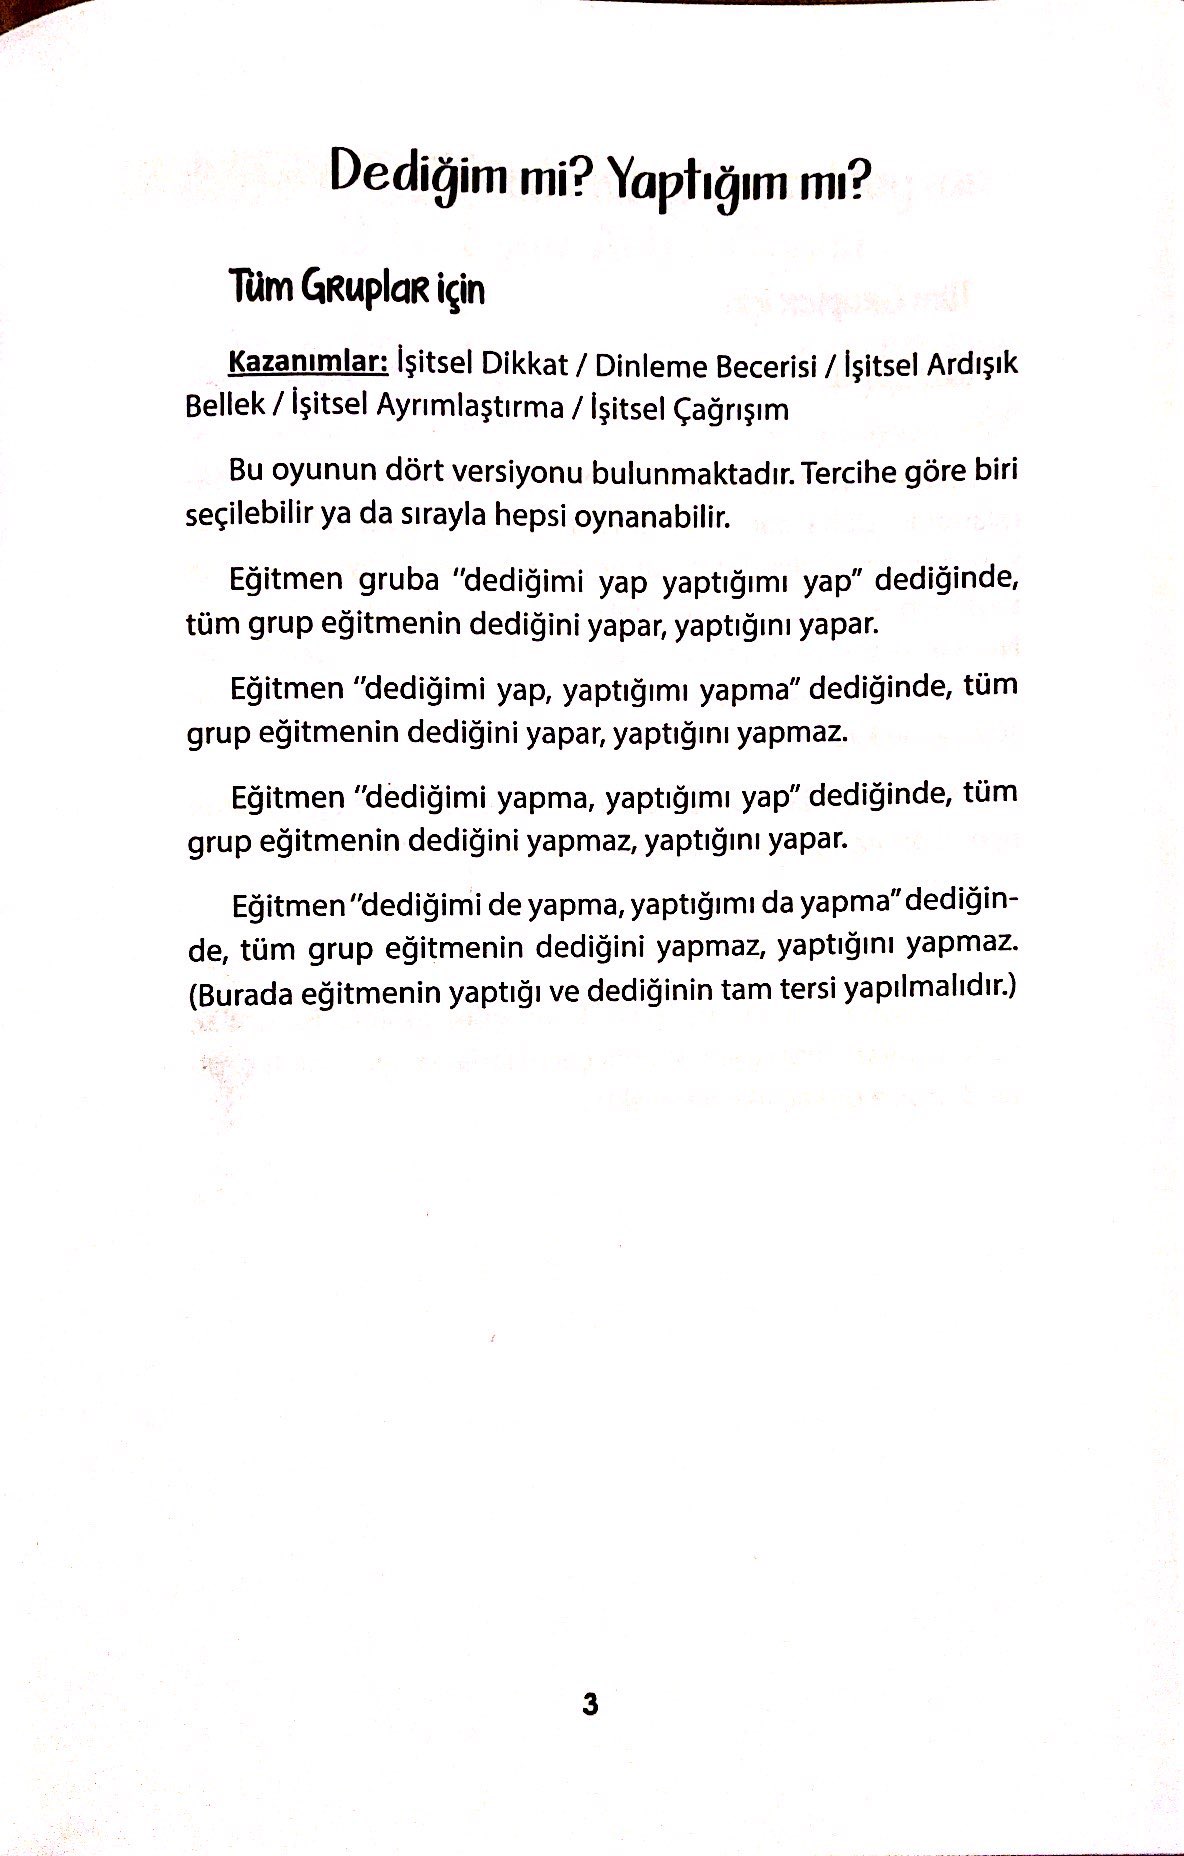 Dediğim mi? Yaptığım mı?
Tüm Gruplar için
Kazanımlar: İşitsel Dikkat / Dinleme Becerisi / İşitsel Ardışık
Bellek / İşitsel Ayrımlaştırma / İşitsel Çağrışım
Bu oyunun dört versiyonu bulunmaktadır. Tercihe göre biri
seçilebilir ya da sırayla hepsi oynanabilir.
Eğitmen gruba "dediğimi yap yaptığımı yap" dediğinde,
tüm grup eğitmenin dediğini yapar, yaptığını yapar.
Eğitmen "dediğimi yap, yaptığımı yapma" dediğinde, tüm
grup eğitmenin dediğini yapar, yaptığını yapmaz.
Eğitmen "dediğimi yapma, yaptığımı yap" dediğinde, tüm
grup eğitmenin dediğini yapmaz, yaptığını yapar.
Eğitmen "dediğimi de yapma, yaptığımı da yapma" dediğin-
de, tüm grup eğitmenin dediğini yapmaz, yaptığını yapmaz.
(Burada eğitmenin yaptığı ve dediğinin tam tersi yapılmalıdır.)
3